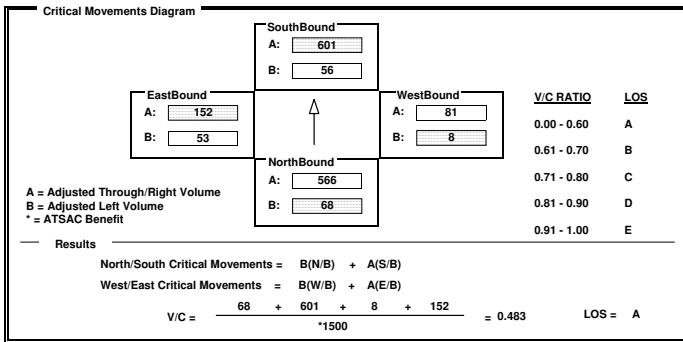 Critical Movements Diagram
SouthBound
A: 601
B: 56
EastBound
A: 152
B: 53
WestBound
A: 81
B: 8
NorthBound
A: 566
B: 68
V/C RATIO LOS
0.00 - 0.60 A
0.61 - 0.70 B
0.71 - 0.80 C
0.81 - 0.90 D
0.91 - 1.00 E
A = Adjusted Through/Right Volume
B = Adjusted Left Volume
* = ATSAC Benefit
Results
North/South Critical Movements = B(N/B) + A(S/B)
West/East Critical Movements = B(W/B) + A(E/B)
V/C = 68 + 601 + 8 + 152 = 0.483 LOS = A
*1500